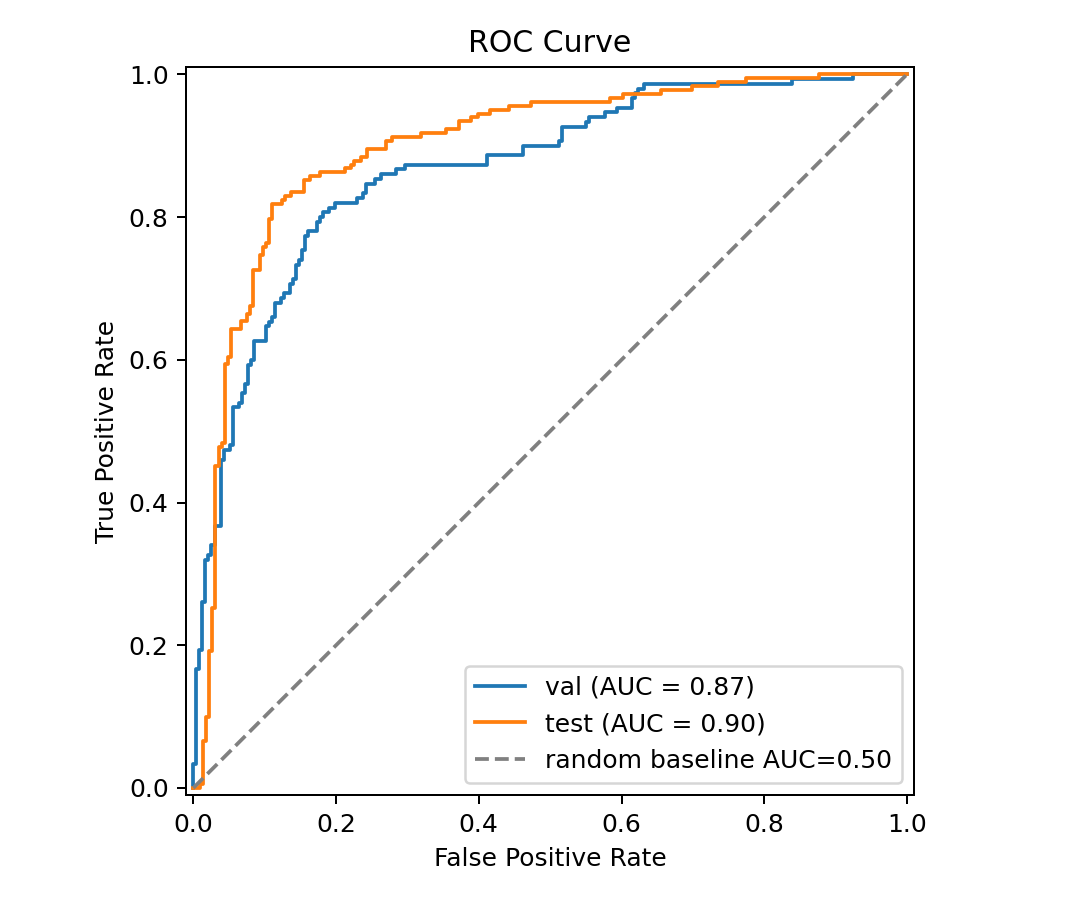 ROC Curve
1.0
0.8
0.6
0.4
0.2
0.0
True Positive Rate
val (AUC = 0.87)
test (AUC = 0.90)
random baseline AUC=0.50
0.0 0.2 0.4 0.6 0.8 1.0
False Positive Rate